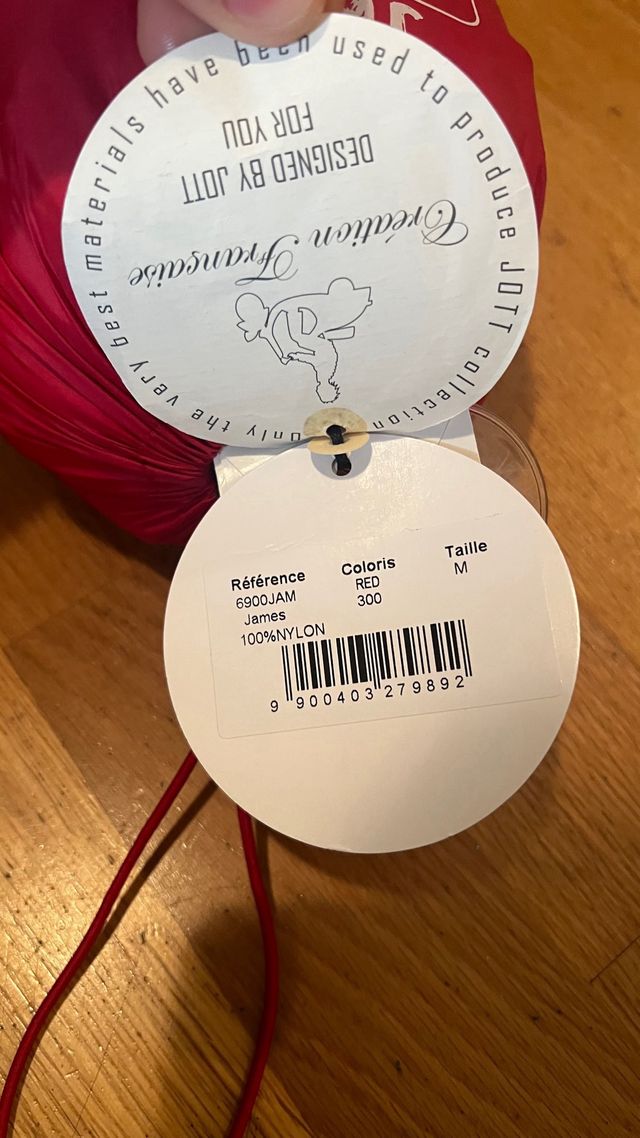 only the very best materials have been used to produce JOTT collection
Création Française
DESIGNED BY JOTT
FOR YOU
Référence Coloris Taille
6900JAM RED M
James 300
100%NYLON
9 900403 279892